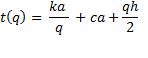 t(q) = ka/q + ca + qh/2